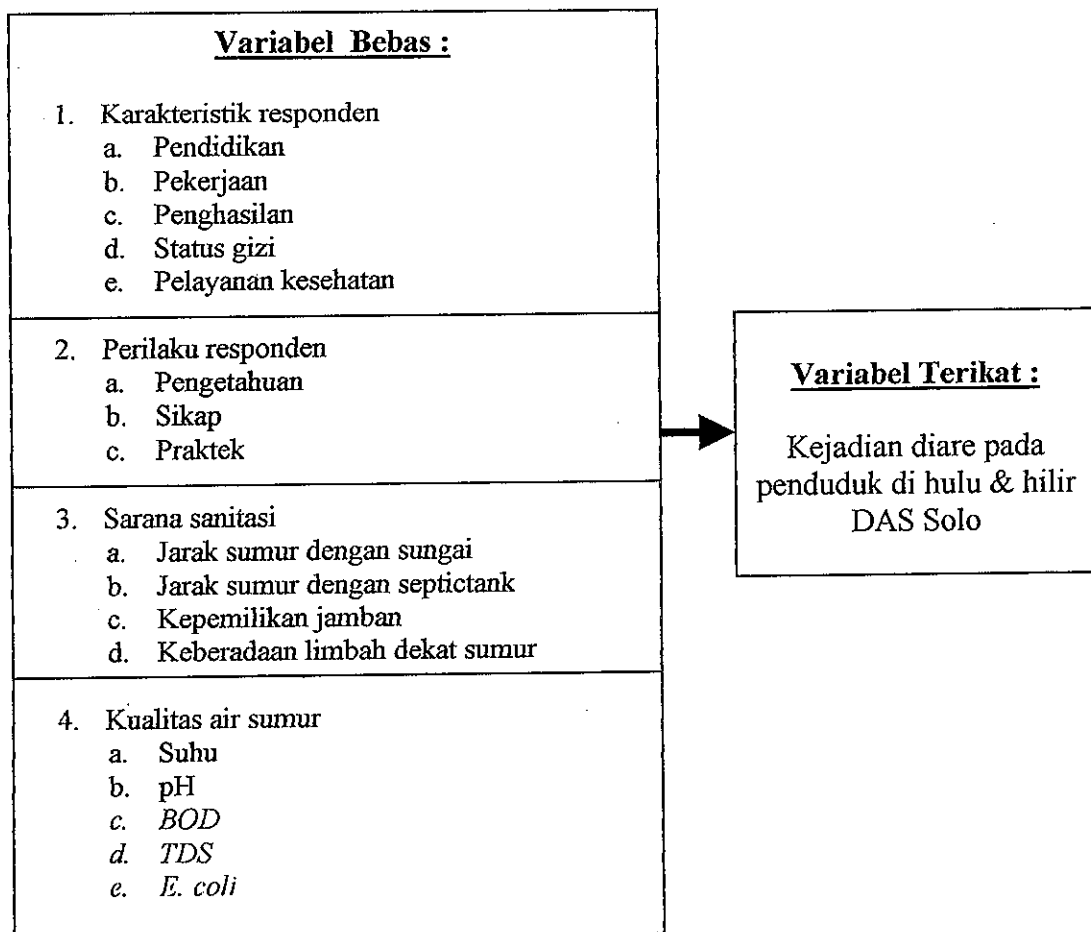 Variabel Bebas :
1. Karakteristik responden
a. Pendidikan
b. Pekerjaan
c. Penghasilan
d. Status gizi
e. Pelayanan kesehatan
2. Perilaku responden
a. Pengetahuan
b. Sikap
c. Praktek
3. Sarana sanitasi
a. Jarak sumur dengan sungai
b. Jarak sumur dengan septictank
c. Kepemilikan jamban
d. Keberadaan limbah dekat sumur
4. Kualitas air sumur
a. Suhu
b. pH
c. BOD
d. TDS
e. E. coli
Variabel Terikat :
Kejadian diare pada
penduduk di hulu & hilir
DAS Solo